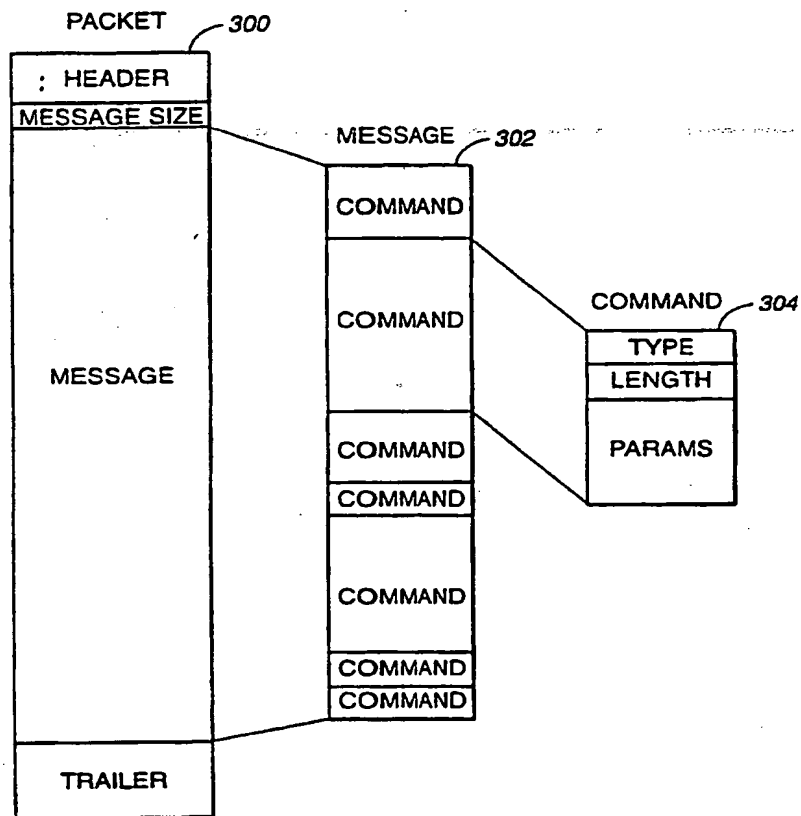 PACKET
300
: HEADER
MESSAGE SIZE
MESSAGE
TRAILER
MESSAGE
302
COMMAND
COMMAND
COMMAND
COMMAND
COMMAND
COMMAND
COMMAND
COMMAND
304
TYPE
LENGTH
PARAMS